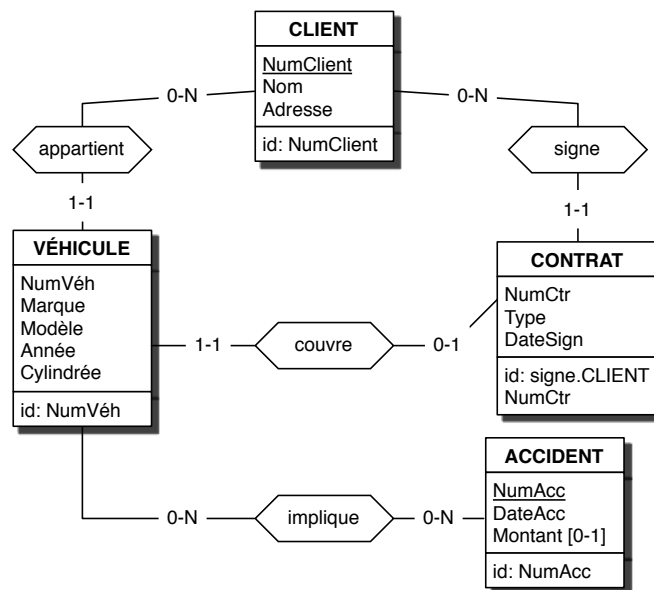 CLIENT
NumClient
Nom
Adresse
id: NumClient
0-N
0-N
appartient
signe
1-1
1-1
VÉHICULE
NumVéh
Marque
Modèle
Année
Cylindrée
id: NumVéh
1-1
couvre
0-1
CONTRAT
NumCtr
Type
DateSign
id: signe.CLIENT
NumCtr
0-N
implique
0-N
ACCIDENT
NumAcc
DateAcc
Montant [0-1]
id: NumAcc